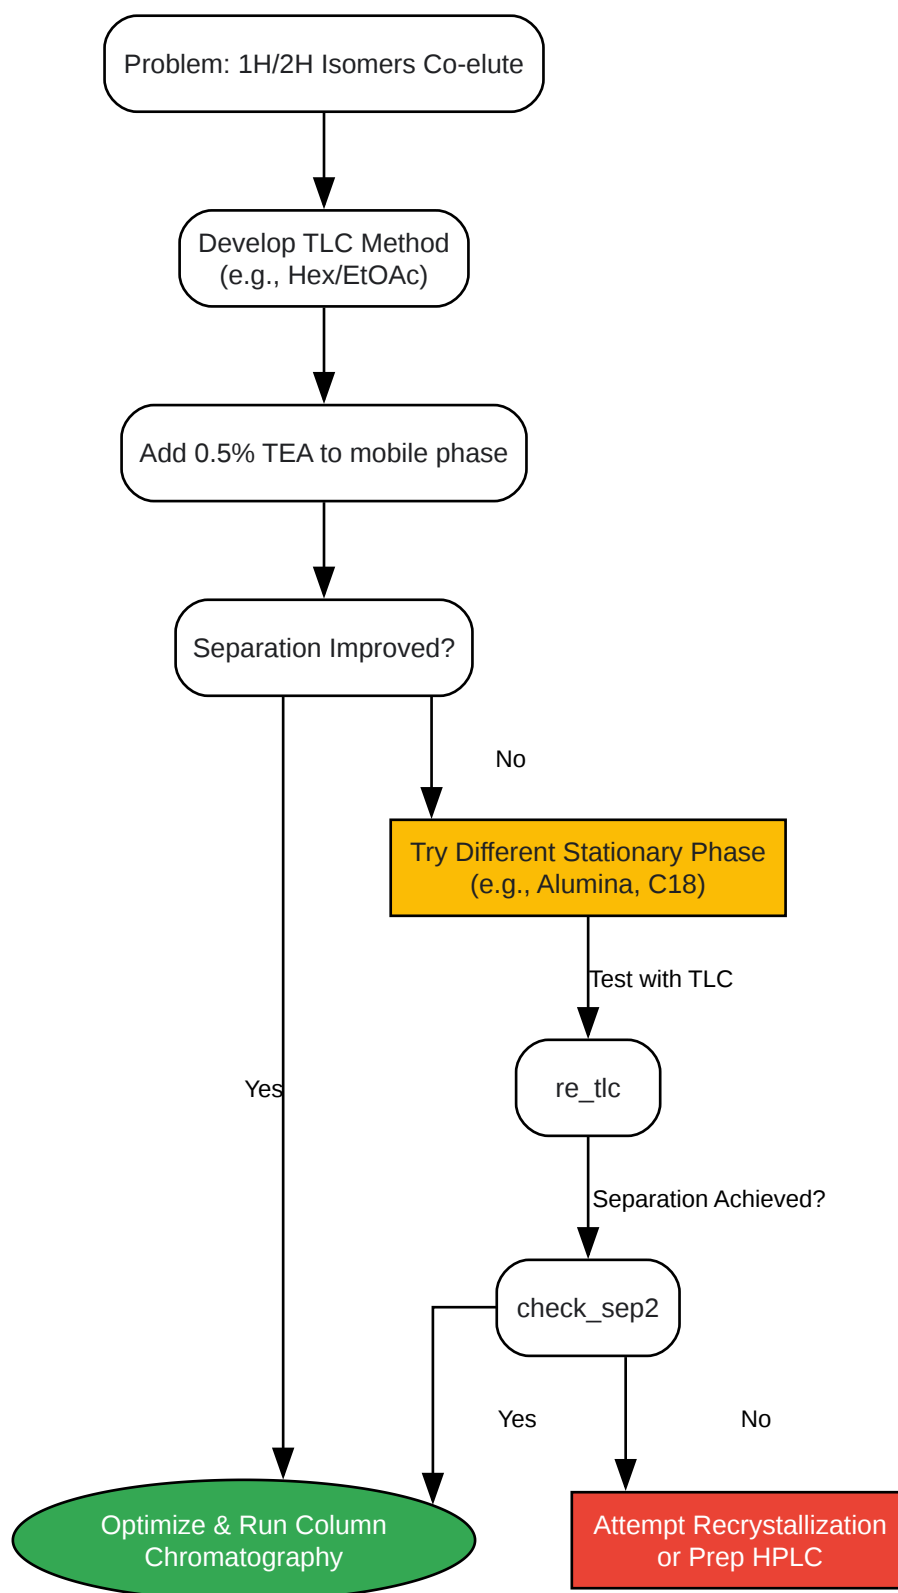 Problem: 1H/2H Isomers Co-elute
Develop TLC Method
(e.g., Hex/EtOAc)
Add 0.5% TEA to mobile phase
Separation Improved?
No
Try Different Stationary Phase
(e.g., Alumina, C18)
Test with TLC
Yes
re_tlc
Separation Achieved?
check_sep2
Yes
No
Optimize & Run Column
Chromatography
Attempt Recrystallization
or Prep HPLC